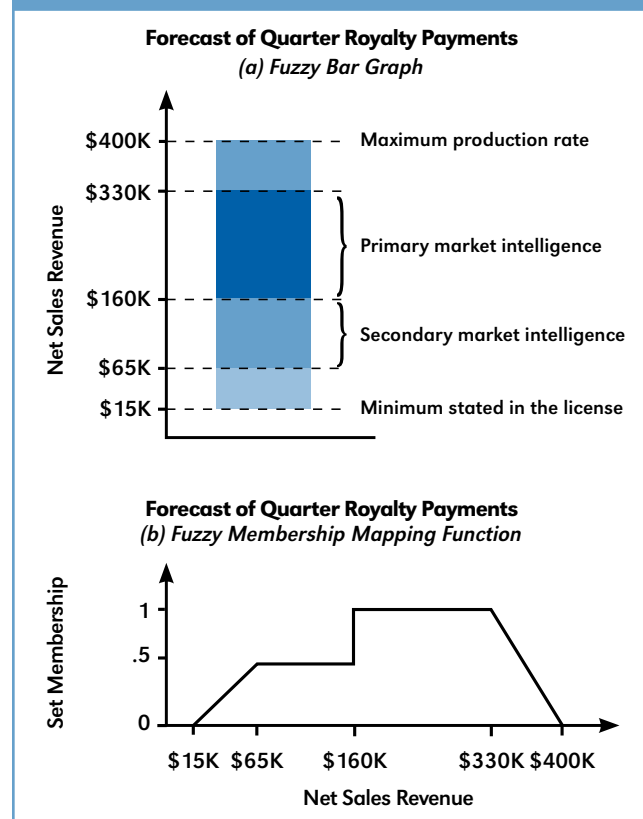 Forecast of Quarter Royalty Payments
(a) Fuzzy Bar Graph
Net Sales Revenue
$400K
Maximum production rate
$330K
Primary market intelligence
$160K
Secondary market intelligence
$65K
$15K
Minimum stated in the license
Forecast of Quarter Royalty Payments
(b) Fuzzy Membership Mapping Function
Set Membership
1
.5
0
$15K $65K $160K $330K $400K
Net Sales Revenue